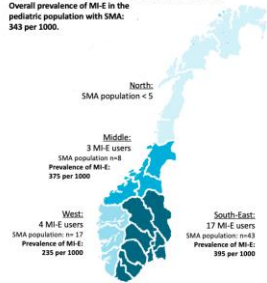 Overall prevalence of MI-E in the
pediatric population with SMA:
343 per 1000.
North:
SMA population < 5
Middle:
3 MI-E users
SMA population n=8
Prevalence of MI-E:
375 per 1000
West:
4 MI-E users
SMA population: n= 17
Prevalence of MI-E:
235 per 1000
South-East:
17 MI-E users
SMA population: n=43
Prevalence of MI-E:
395 per 1000